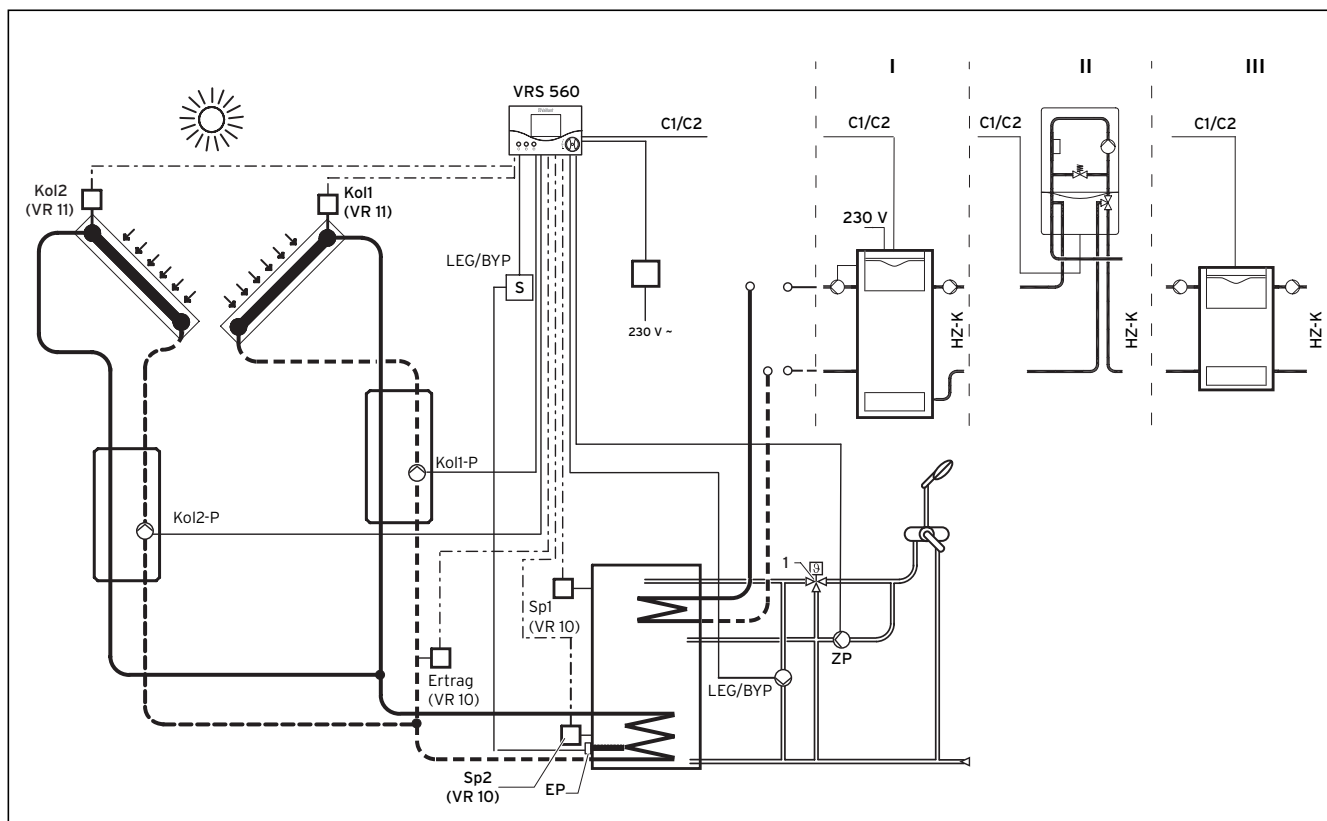 I
II
III
VRS 560
C1/C2
C1/C2
C1/C2
C1/C2
Kol2
(VR 11)
Kol1
(VR 11)
230 V
LEG/BYP
S
230 V ~
HZ-K
HZ-K
HZ-K
Kol1-P
Kol2-P
1
Sp1
(VR 10)
ZP
Ertrag
(VR 10)
LEG/BYP
Sp2
(VR 10)
EP